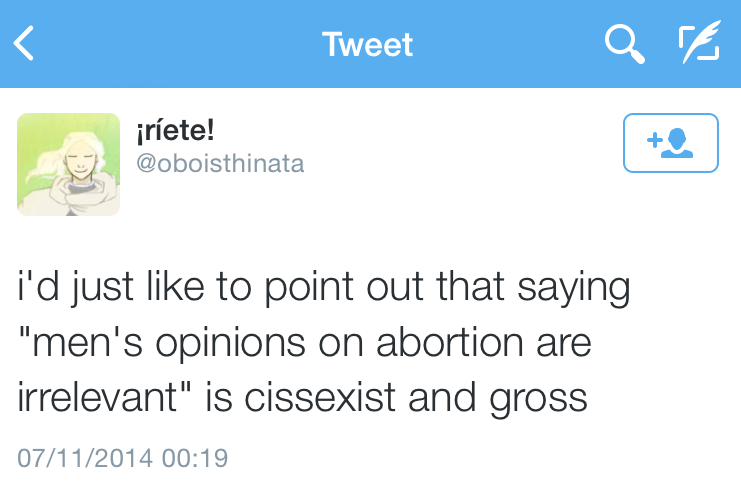 Tweet
¡ríete!
@oboisthinata
i'd just like to point out that saying
"men's opinions on abortion are
irrelevant" is cissexist and gross
07/11/2014 00:19